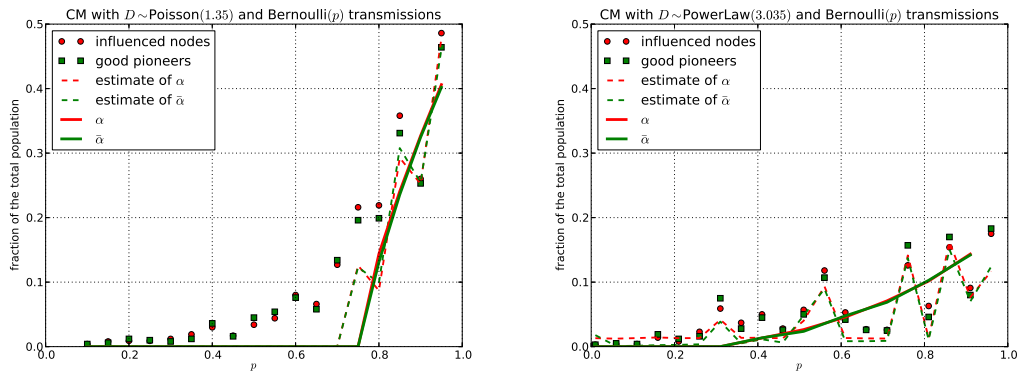 CM with D∼Poisson(1.35) and Bernoulli(p) transmissions
influenced nodes
good pioneers
estimate of α
estimate of ᾱ
α
ᾱ
fraction of the total population
0.5
0.4
0.3
0.2
0.1
0.0
0.0 0.2 0.4 0.6 0.8 1.0
p
CM with D∼PowerLaw(3.035) and Bernoulli(p) transmissions
influenced nodes
good pioneers
estimate of α
estimate of ᾱ
α
ᾱ
fraction of the total population
0.5
0.4
0.3
0.2
0.1
0.0
0.0 0.2 0.4 0.6 0.8 1.0
p